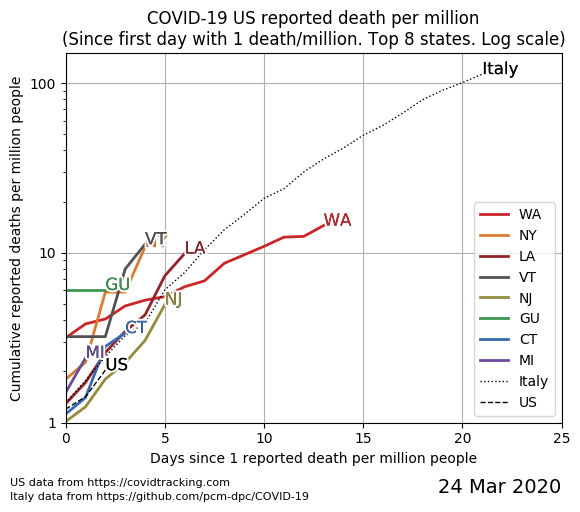 COVID-19 US reported death per million
(Since first day with 1 death/million. Top 8 states. Log scale)
Cumulative reported deaths per million people
100
10
1
Italy
WA
VT
LA
GU
NJ
CT
MI
US
WA
NY
LA
VT
NJ
GU
CT
MI
Italy
US
0
5
10
15
20
25
Days since 1 reported death per million people
US data from https://covidtracking.com
Italy data from https://github.com/pcm-dpc/COVID-19
24 Mar 2020